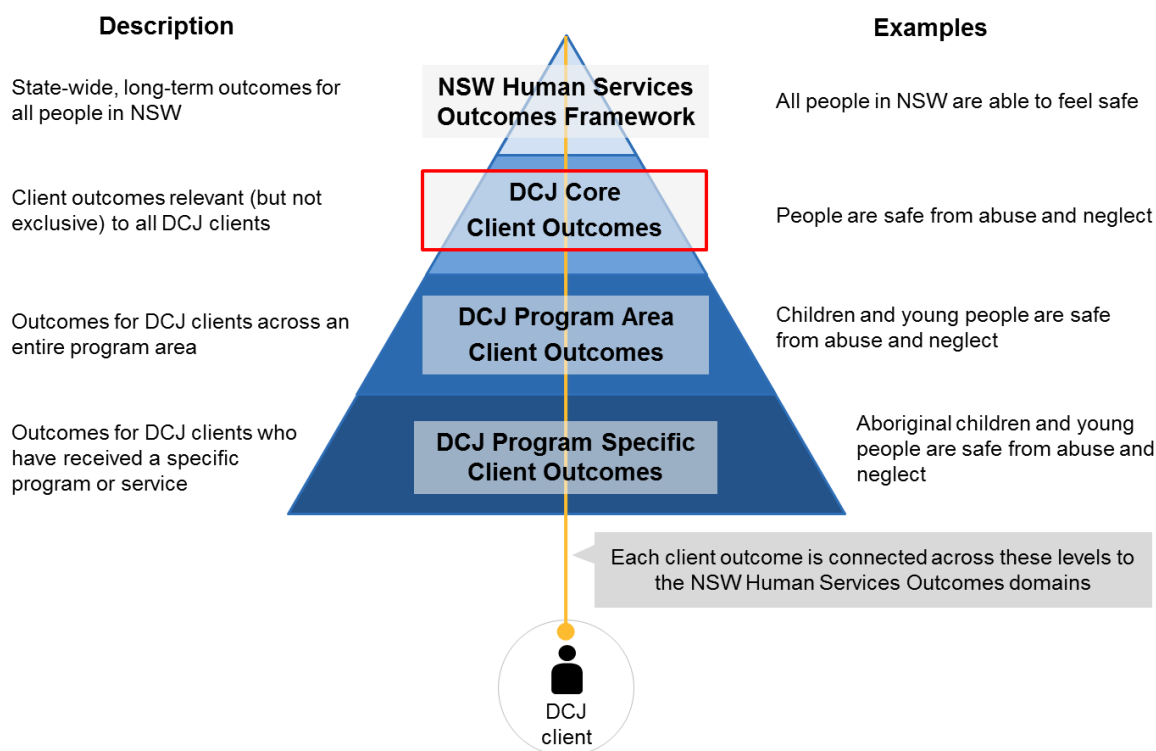 Description
Examples
State-wide, long-term outcomes for
all people in NSW
NSW Human Services
Outcomes Framework
All people in NSW are able to feel safe
Client outcomes relevant (but not
exclusive) to all DCJ clients
DCJ Core
Client Outcomes
People are safe from abuse and neglect
Outcomes for DCJ clients across an
entire program area
DCJ Program Area
Client Outcomes
Children and young people are safe
from abuse and neglect
Outcomes for DCJ clients who
have received a specific
program or service
DCJ Program Specific
Client Outcomes
Aboriginal children and young
people are safe from abuse and
neglect
Each client outcome is connected across these levels to
the NSW Human Services Outcomes domains
DCJ
client